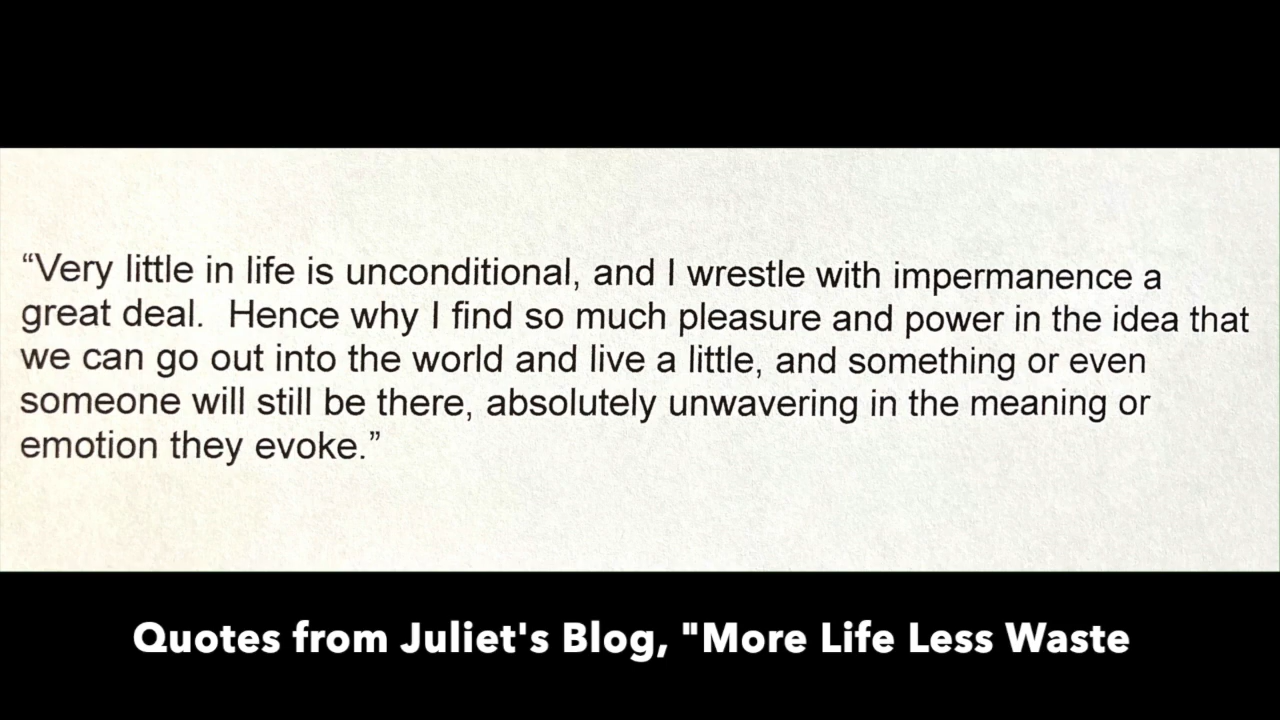 “Very little in life is unconditional, and I wrestle with impermanence a
great deal.  Hence why I find so much pleasure and power in the idea that
we can go out into the world and live a little, and something or even
someone will still be there, absolutely unwavering in the meaning or
emotion they evoke.”
Quotes from Juliet's Blog, "More Life Less Waste